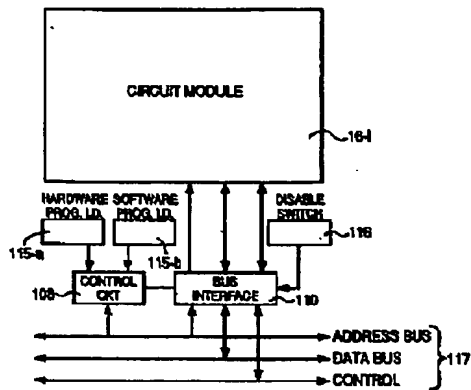 CIRCUIT MODULE
16-i
HARDWARE PROG. I.D.
SOFTWARE PROG. I.D.
DISABLE SWITCH
115-a
115-b
116
CONTROL CKT
108
BUS INTERFACE
110
ADDRESS BUS
DATA BUS
CONTROL
117